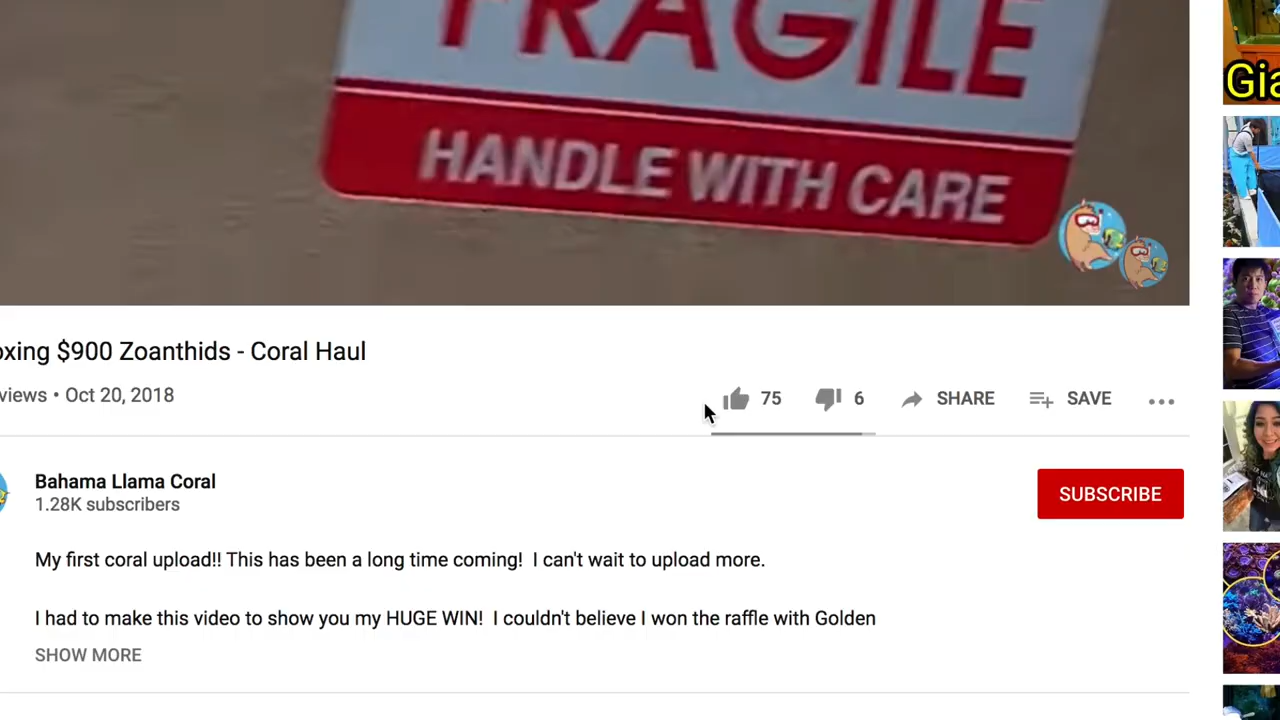 FRAGILE
HANDLE WITH CARE
$900 Zoanthids - Coral Haul
views • Oct 20, 2018
75
6
SHARE
SAVE
Bahama Llama Coral
1.28K subscribers
SUBSCRIBE
My first coral upload!! This has been a long time coming!  I can't wait to upload more.
I had to make this video to show you my HUGE WIN!  I couldn't believe I won the raffle with Golden
SHOW MORE